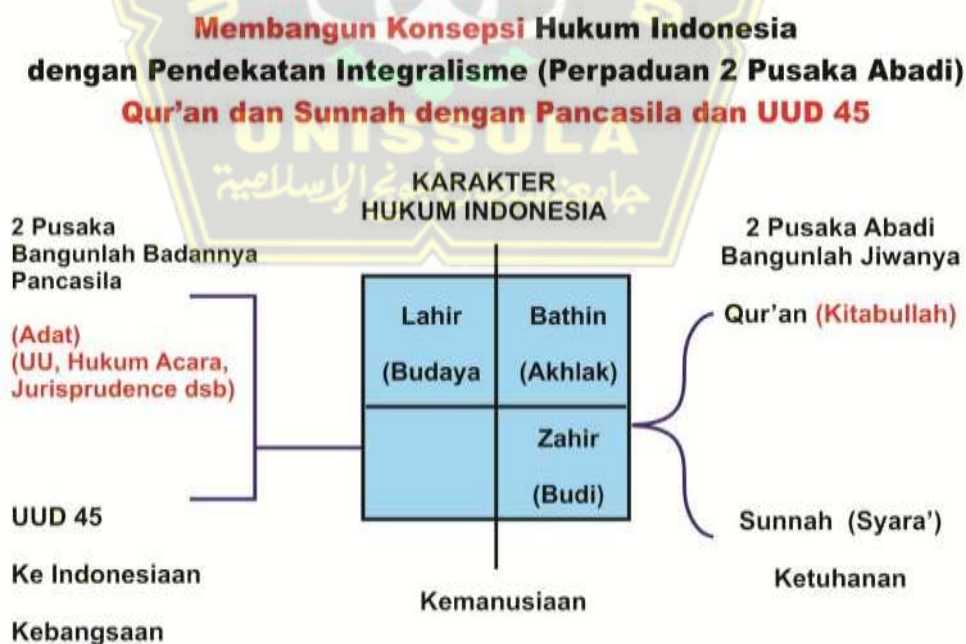 Membangun Konsepsi Hukum Indonesia
dengan Pendekatan Integralisme (Perpaduan 2 Pusaka Abadi)
Qur'an dan Sunnah dengan Pancasila dan UUD 45
UNISSULA
KARAKTER
HUKUM INDONESIA
2 Pusaka
Bangunlah Badannya
Pancasila
(Adat)
(UU, Hukum Acara,
Jurisprudence dsb)
UUD 45
Ke Indonesiaan
Kebangsaan
Lahir
(Budaya
Bathin
(Akhlak)
Zahir
(Budi)
Kemanusiaan
2 Pusaka Abadi
Bangunlah Jiwanya
Qur'an (Kitabullah)
Sunnah (Syara')
Ketuhanan